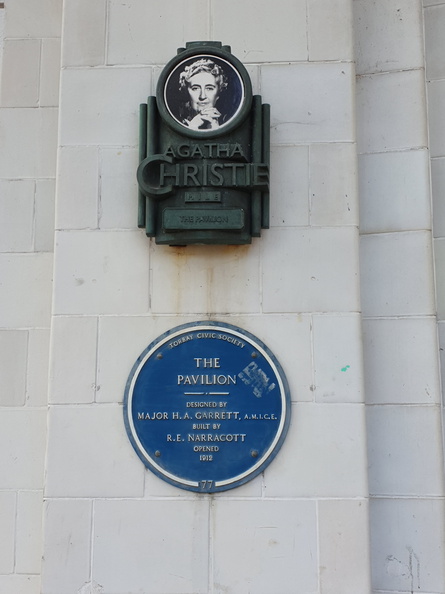 AGATHA
CHRISTIE
MILE
THE PAVILION
TORBAY CIVIC SOCIETY
THE
PAVILION
DESIGNED BY
MAJOR H.A. GARRETT, A.M.I.C.E.
BUILT BY
R.E. NARRACOTT
OPENED
1912
77